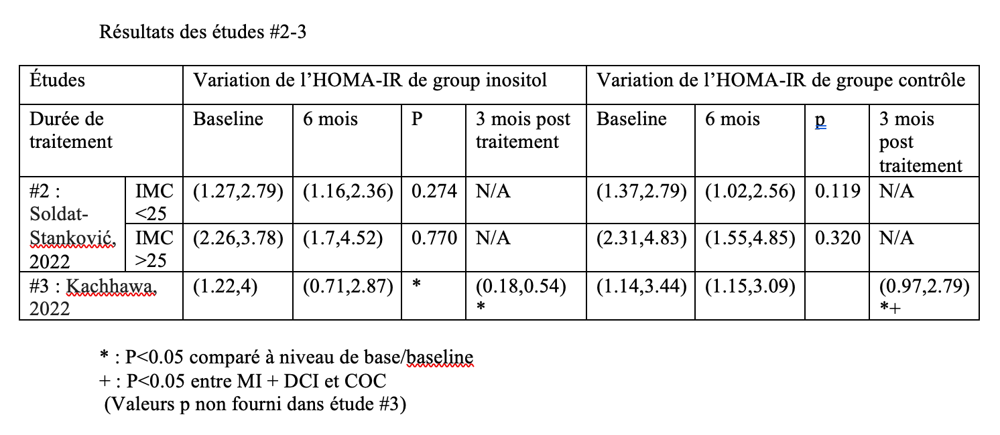 Résultats des études #2-3
Études Variation de l’HOMA-IR de group inositol Variation de l’HOMA-IR de groupe contrôle
Durée de traitement Baseline 6 mois P 3 mois post traitement Baseline 6 mois p 3 mois post traitement
#2 : Soldat-Stanković, 2022 IMC <25 (1.27,2.79) (1.16,2.36) 0.274 N/A (1.37,2.79) (1.02,2.56) 0.119 N/A
IMC >25 (2.26,3.78) (1.7,4.52) 0.770 N/A (2.31,4.83) (1.55,4.85) 0.320 N/A
#3 : Kachhawa, 2022 (1.22,4) (0.71,2.87) * (0.18,0.54) * (1.14,3.44) (1.15,3.09) (0.97,2.79) *+
* : P<0.05 comparé à niveau de base/baseline
+ : P<0.05 entre MI + DCI et COC
(Valeurs p non fourni dans étude #3)